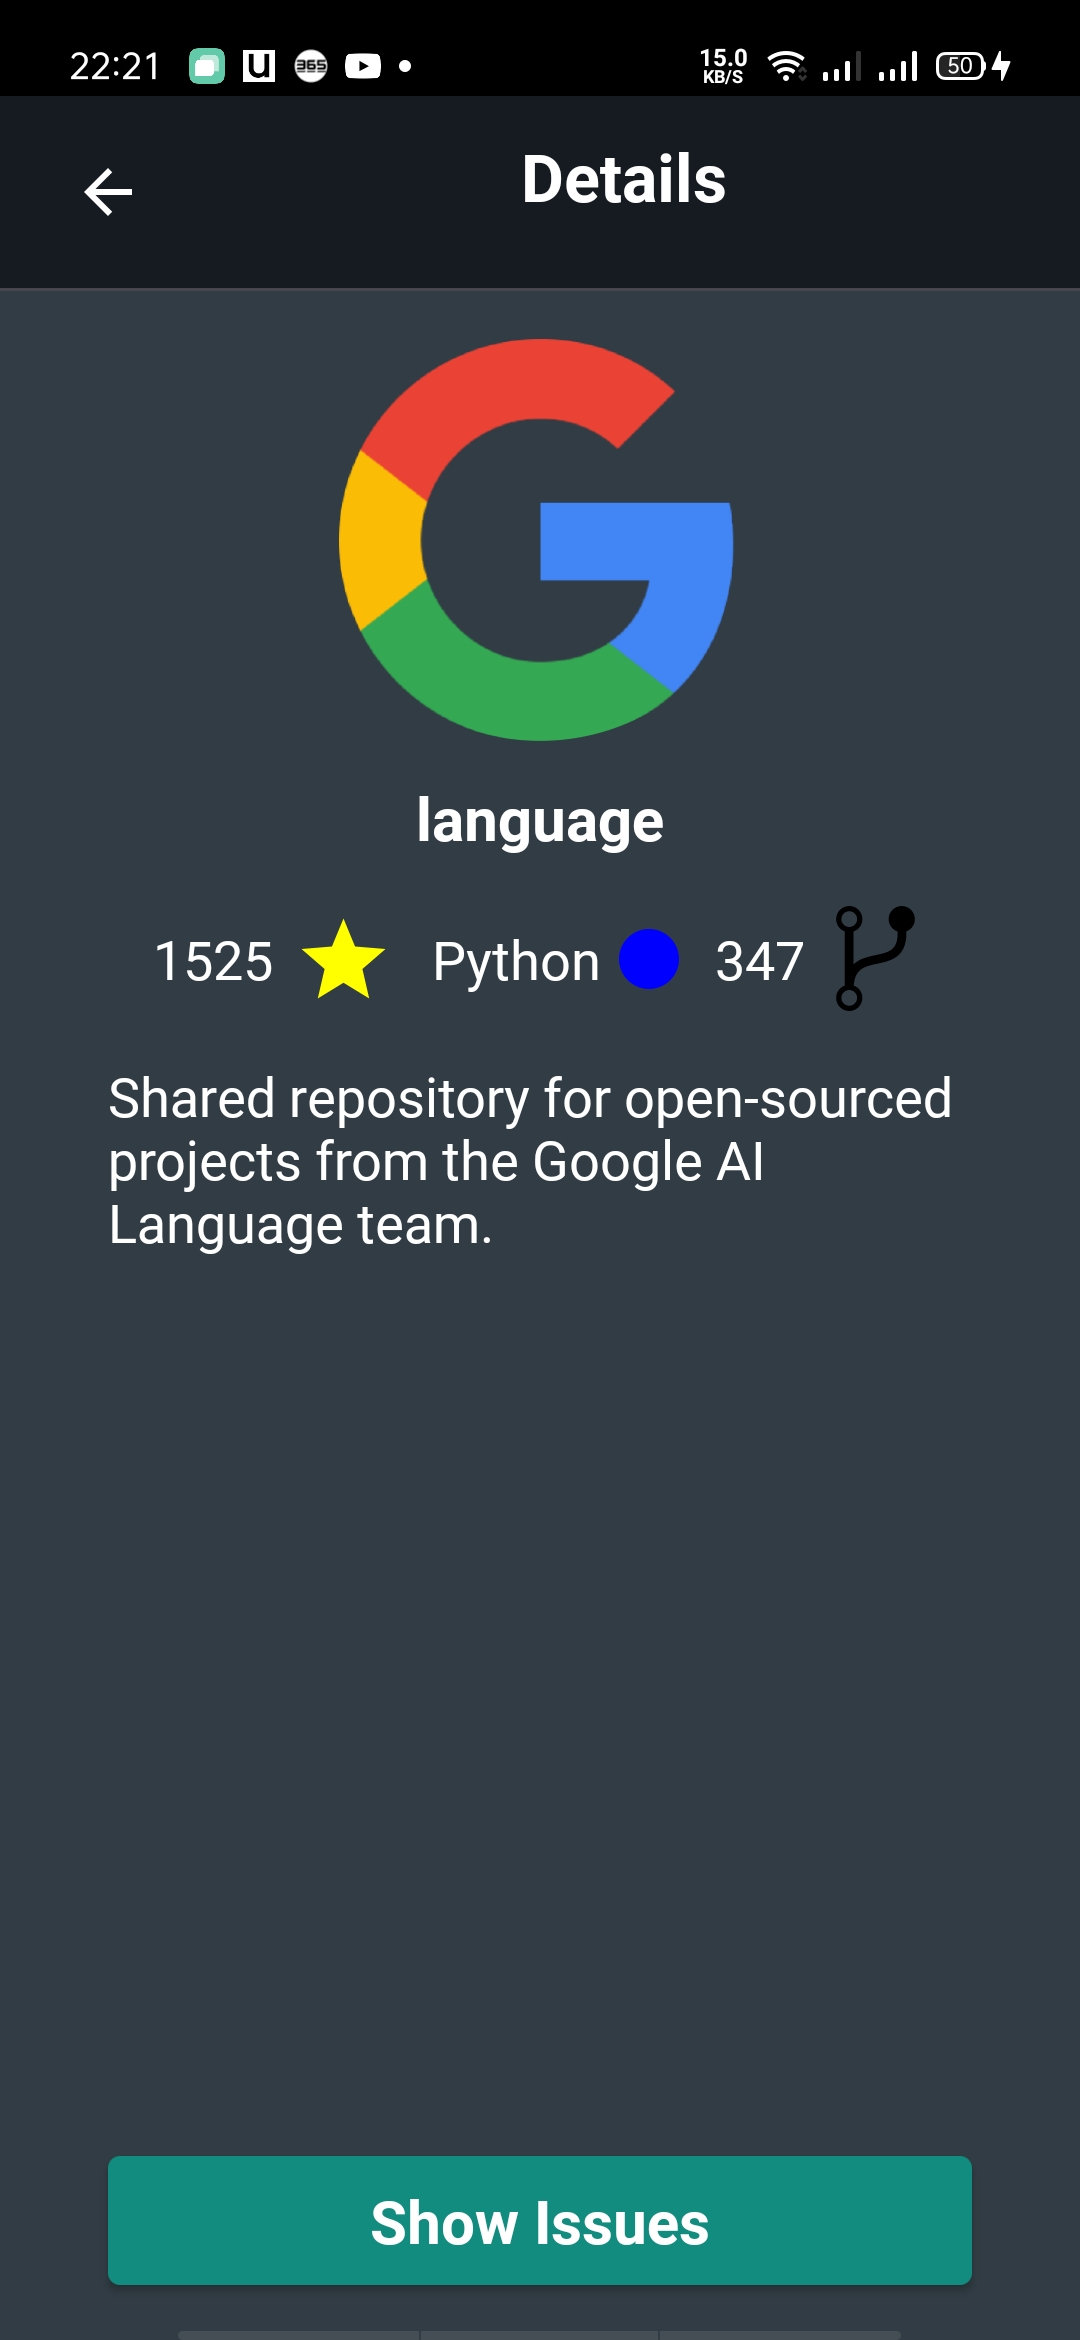 22:21 U 365 15.0 KB/S 50
Details
language
1525 Python 347
Shared repository for open-sourced
projects from the Google AI
Language team.
Show Issues